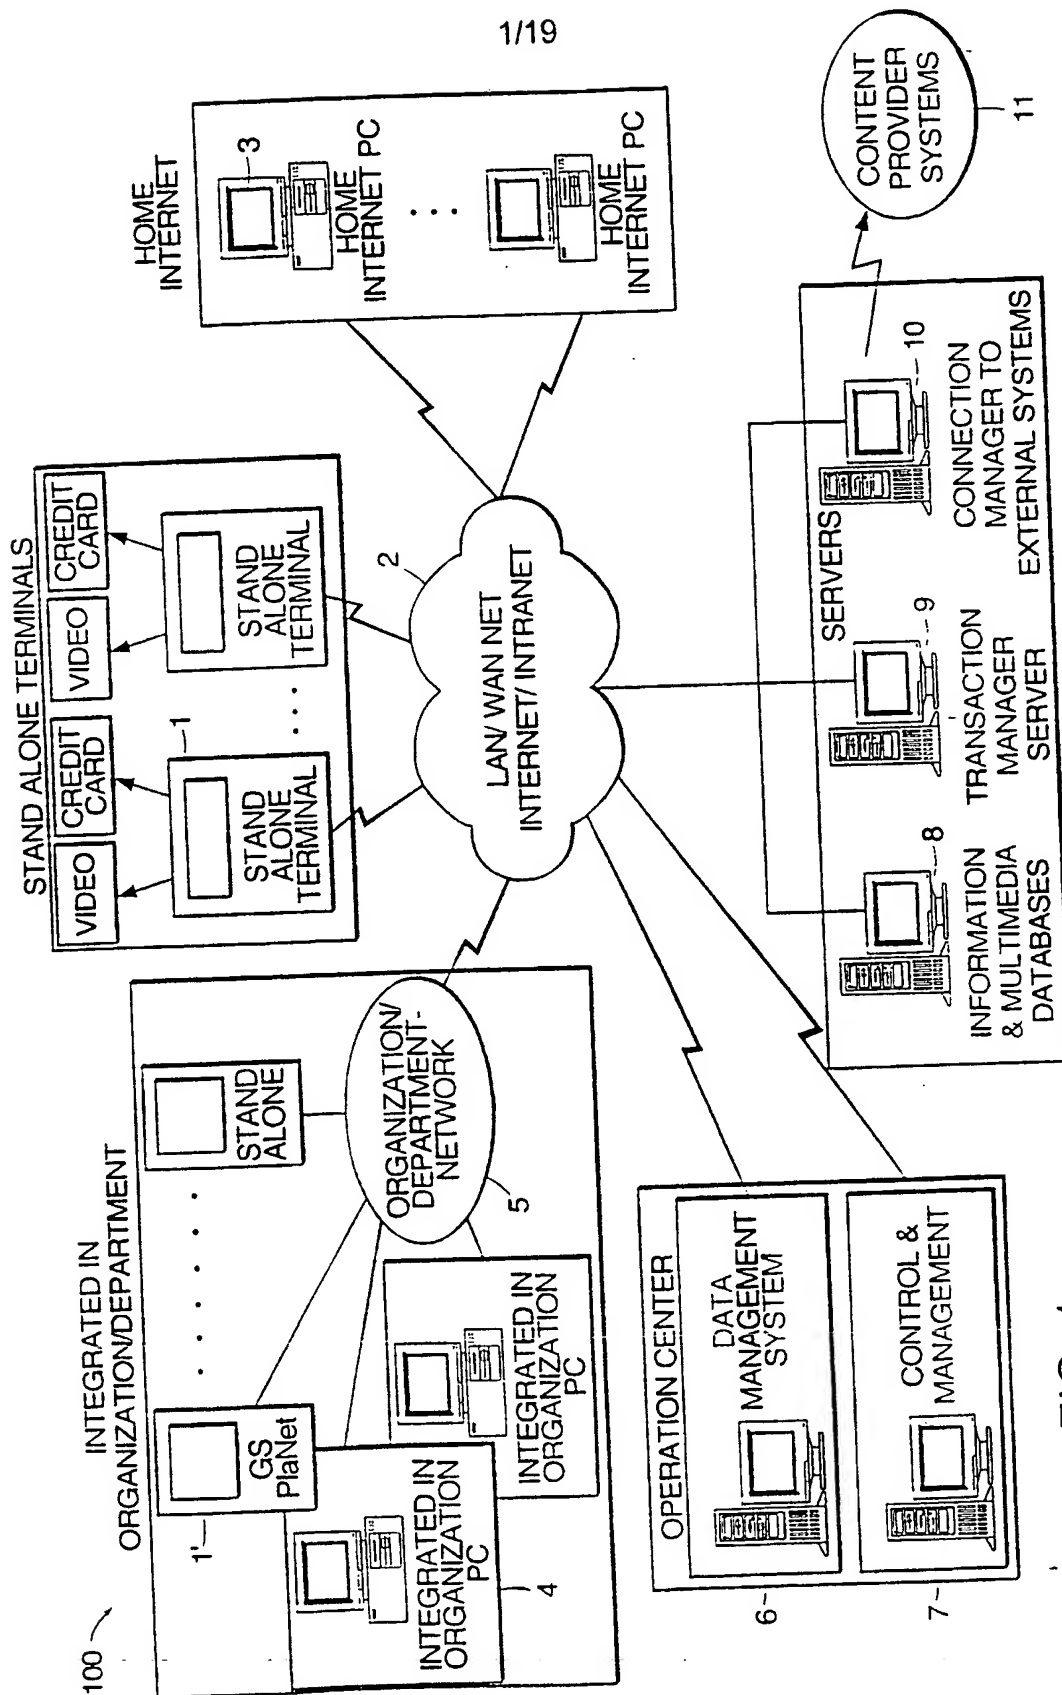 1/19
100
INTEGRATED IN
ORGANIZATION/DEPARTMENT
1'
GS
PlaNet
STAND
ALONE
INTEGRATED IN
ORGANIZATION
PC
4
INTEGRATED IN
ORGANIZATION
PC
ORGANIZATION/
DEPARTMENT-
NETWORK
5
STAND ALONE TERMINALS
VIDEO
CREDIT
CARD
VIDEO
CREDIT
CARD
1
STAND
ALONE
TERMINAL
STAND
ALONE
TERMINAL
HOME
INTERNET
3
HOME
INTERNET PC
HOME
INTERNET PC
2
LAN/ WAN NET
INTERNET/ INTRANET
OPERATION CENTER
6
DATA
MANAGEMENT
SYSTEM
7
CONTROL &
MANAGEMENT
SERVERS
8
INFORMATION
& MULTIMEDIA
DATABASES
9
TRANSACTION
MANAGER
SERVER
10
CONNECTION
MANAGER TO
EXTERNAL SYSTEMS
CONTENT
PROVIDER
SYSTEMS
11